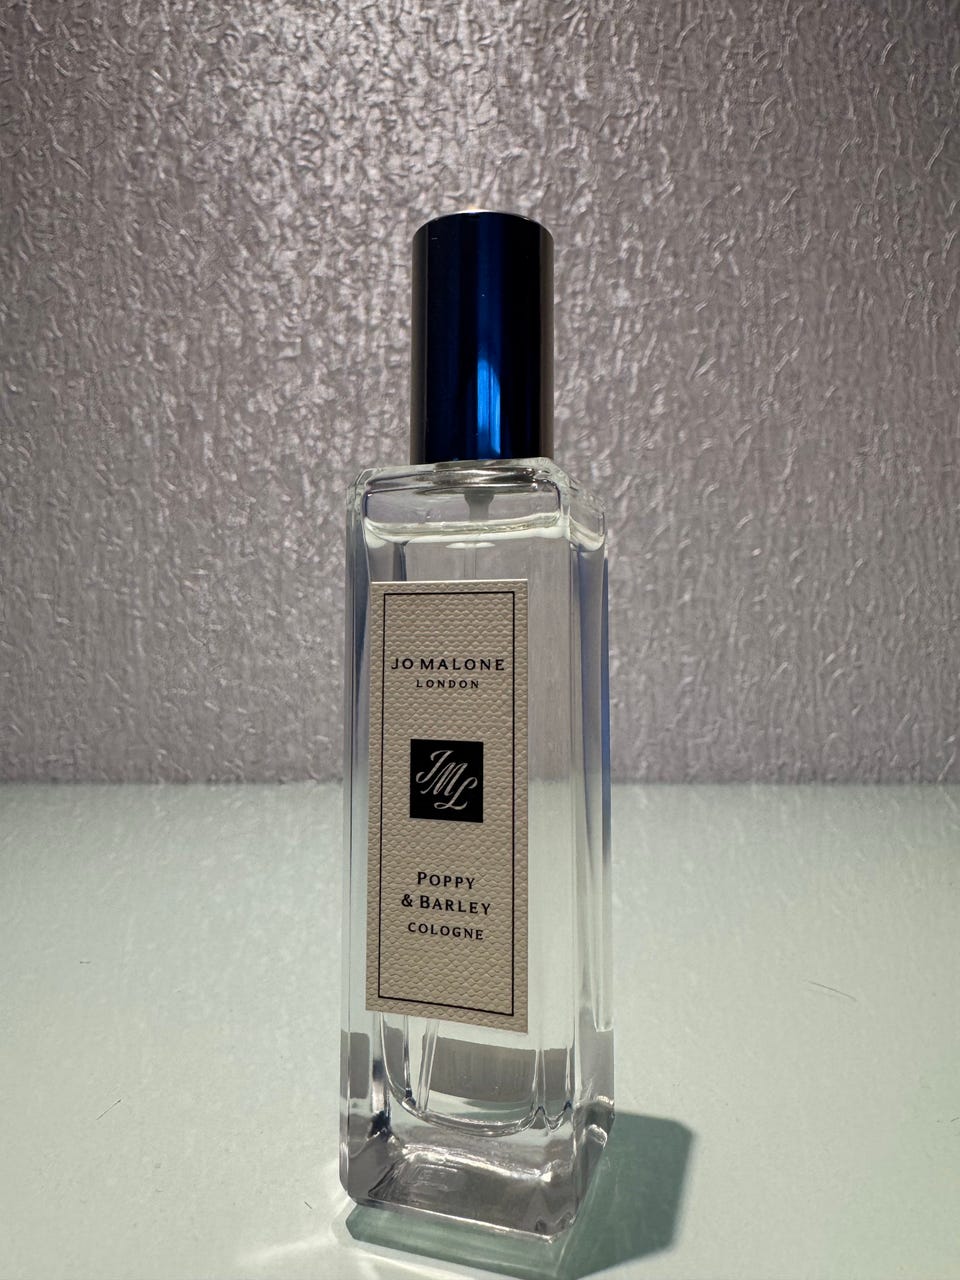 JO MALONE
LONDON
JML
POPPY
& BARLEY
COLOGNE